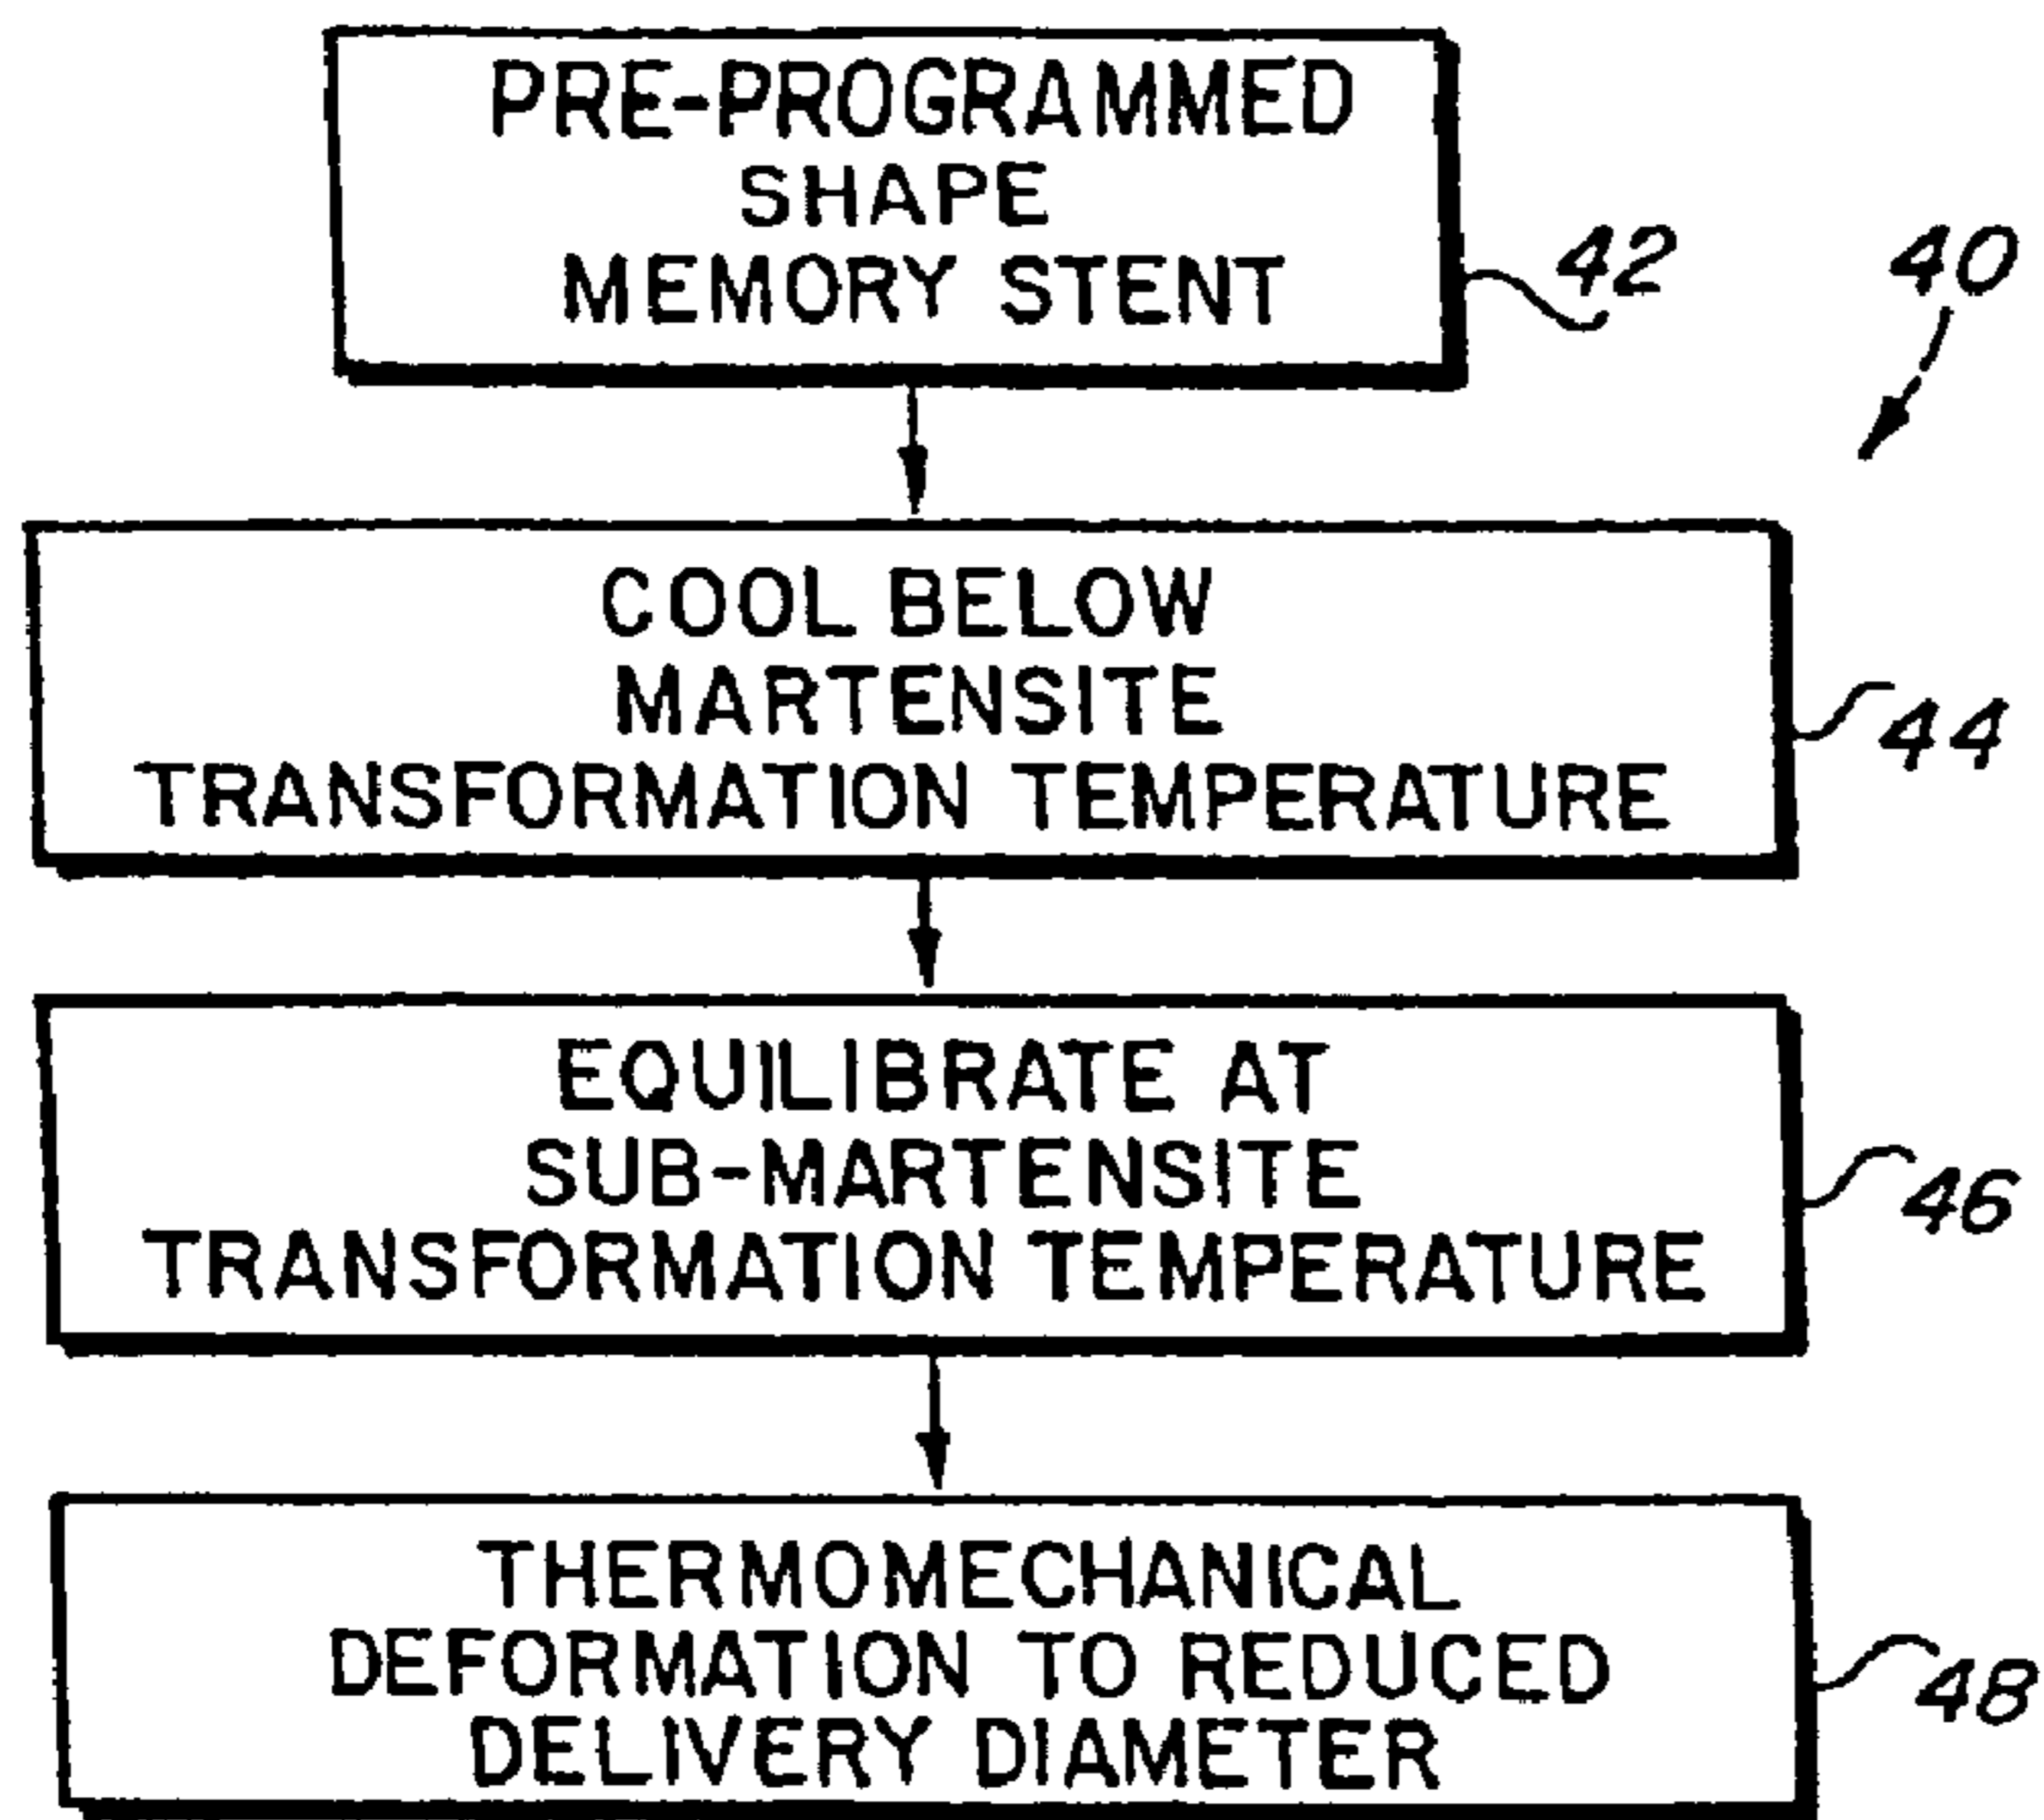 PRE-PROGRAMMED
SHAPE
MEMORY STENT
42
40
COOL BELOW
MARTENSITE
TRANSFORMATION TEMPERATURE
44
EQUILIBRATE AT
SUB-MARTENSITE
TRANSFORMATION TEMPERATURE
46
THERMOMECHANICAL
DEFORMATION TO REDUCED
DELIVERY DIAMETER
48